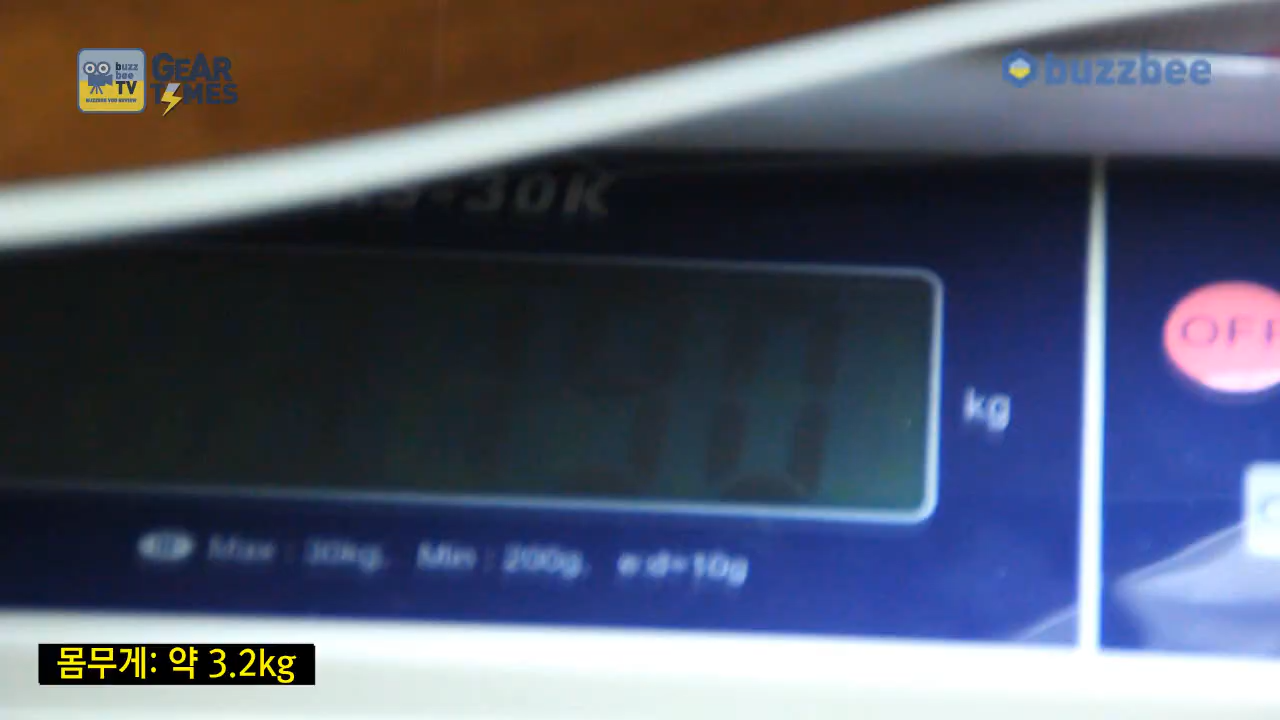 buzz
bee
TV
GEAR
TIMES
buzzbee
-30K
kg
OFF
Max : 30kg, Min : 200g, e=d=10g
몸무게: 약 3.2kg